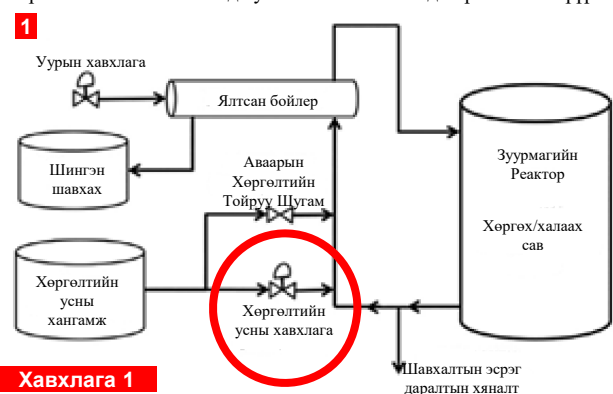 1
Уурын хавхлага
Ялтсан бойлер
Шингэн
шавхах
Аваарын
Хөргөлтийн
Тойруу Шугам
Зуурмагийн
Реактор
Хөргөх/халаах
сав
Хөргөлтийн
усны
хангамж
Хөргөлтийн
усны хавхлага
Хавхлага 1
Шавхалтын эсрэг
даралтын хяналт